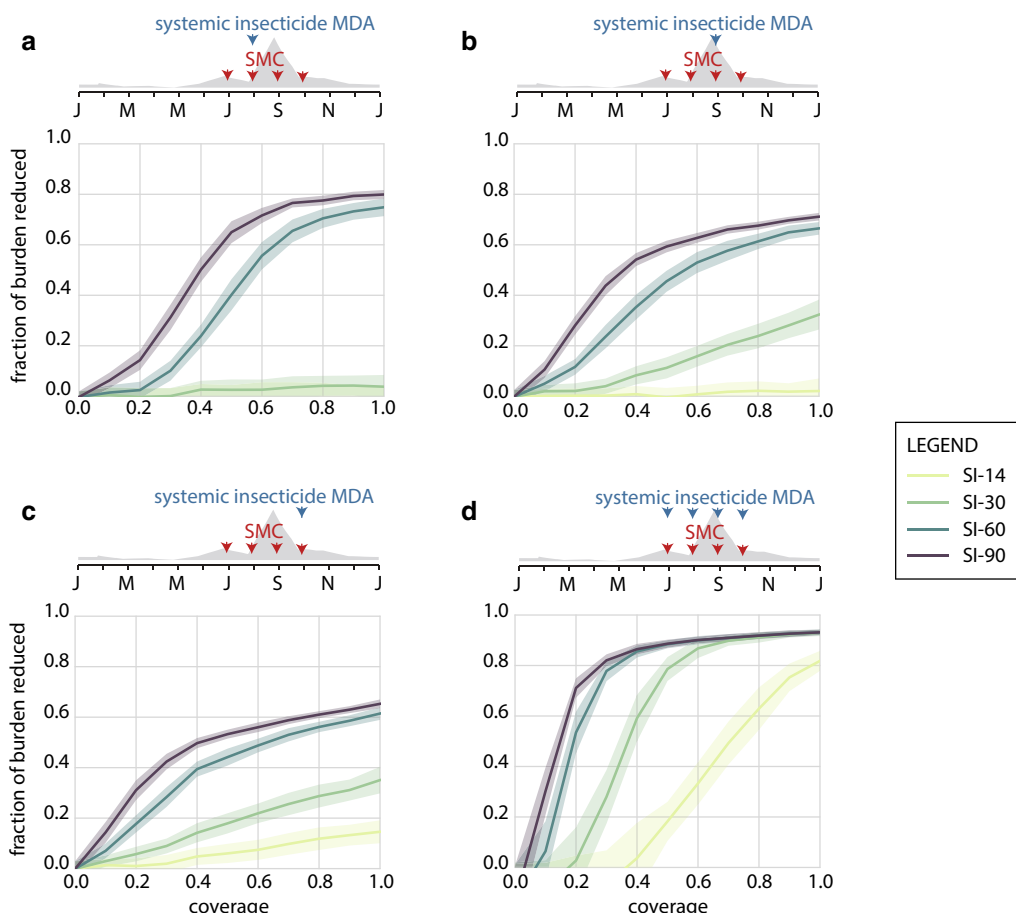 a
systemic insecticide MDA
SMC
J M M J S N J
fraction of burden reduced
1.0
0.8
0.6
0.4
0.2
0.0
0.0 0.2 0.4 0.6 0.8 1.0
b
systemic insecticide MDA
SMC
J M M J S N J
1.0
0.8
0.6
0.4
0.2
0.0
0.0 0.2 0.4 0.6 0.8 1.0
LEGEND
SI-14
SI-30
SI-60
SI-90
c
systemic insecticide MDA
SMC
J M M J S N J
fraction of burden reduced
1.0
0.8
0.6
0.4
0.2
0.0
0.0 0.2 0.4 0.6 0.8 1.0
coverage
d
systemic insecticide MDA
SMC
J M M J S N J
1.0
0.8
0.6
0.4
0.2
0.0
0.0 0.2 0.4 0.6 0.8 1.0
coverage